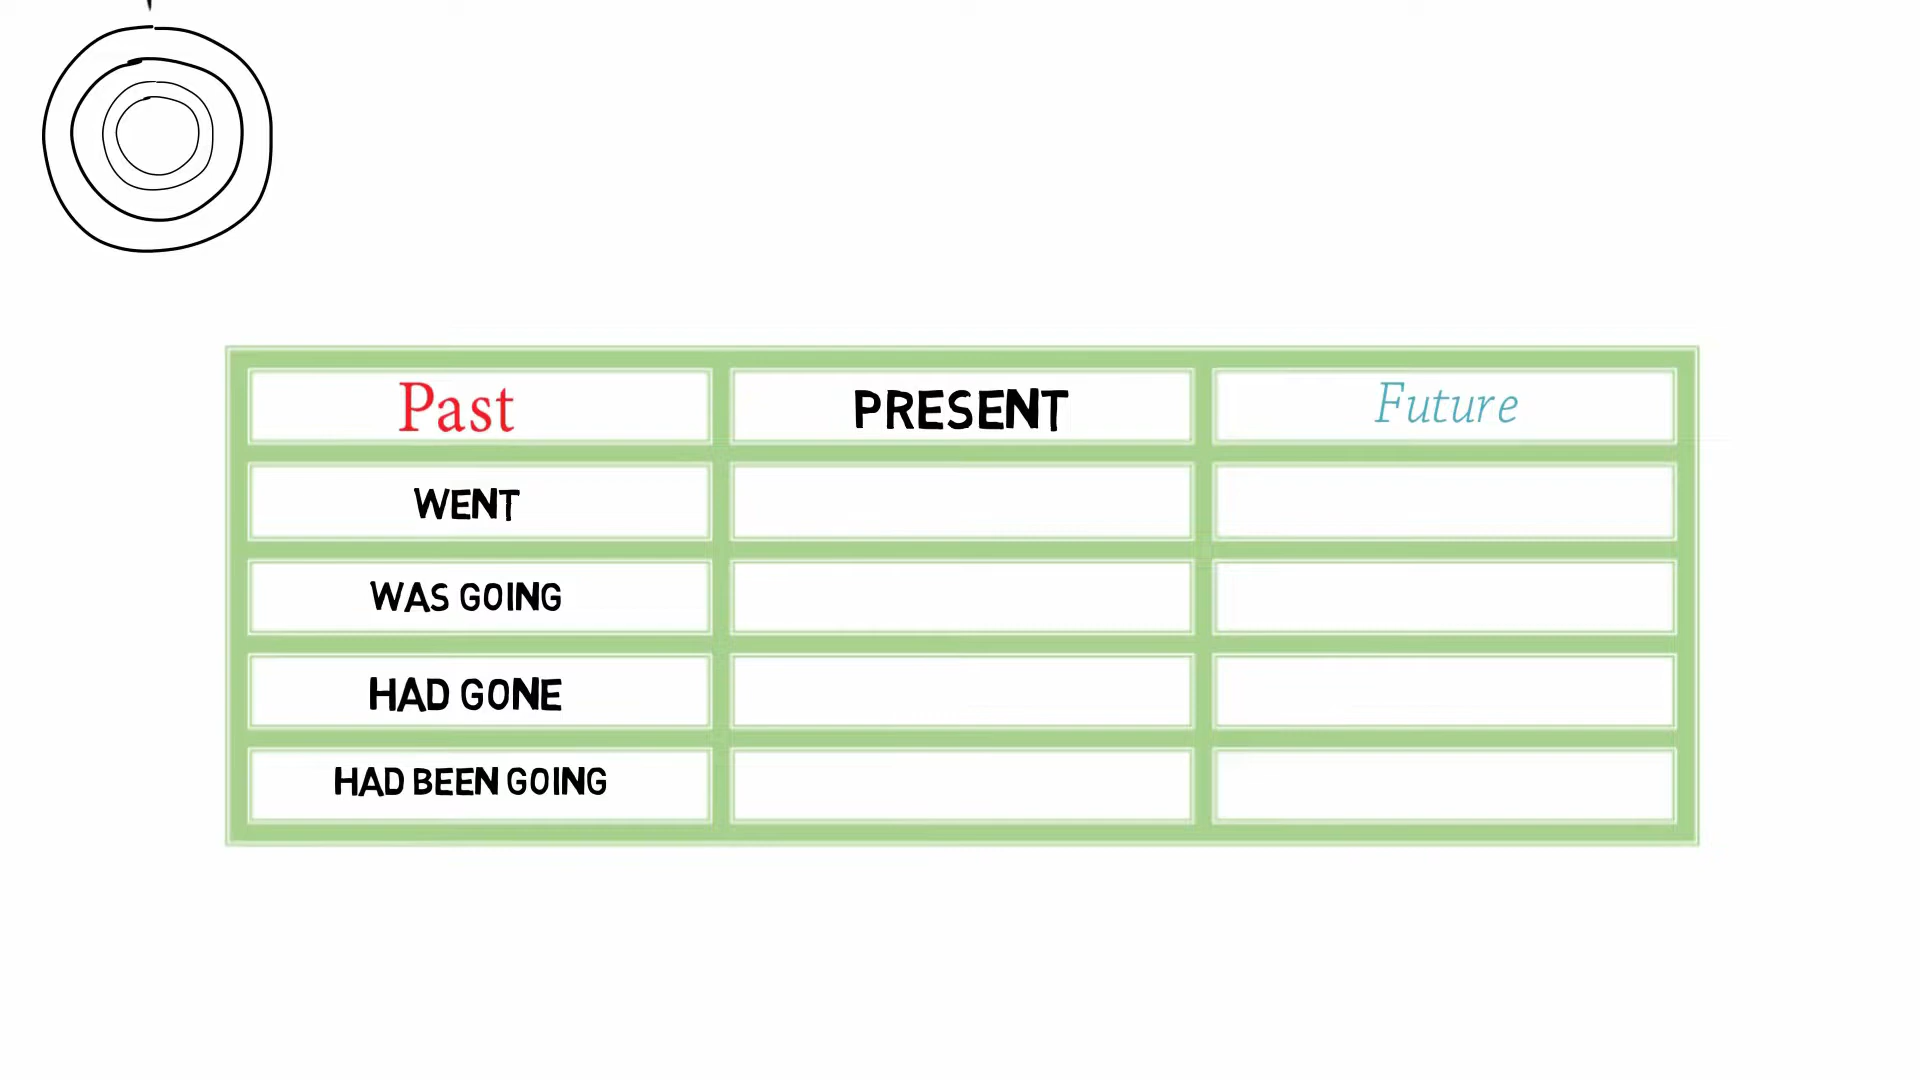 Past PRESENT Future
WENT
WAS GOING
HAD GONE
HAD BEEN GOING